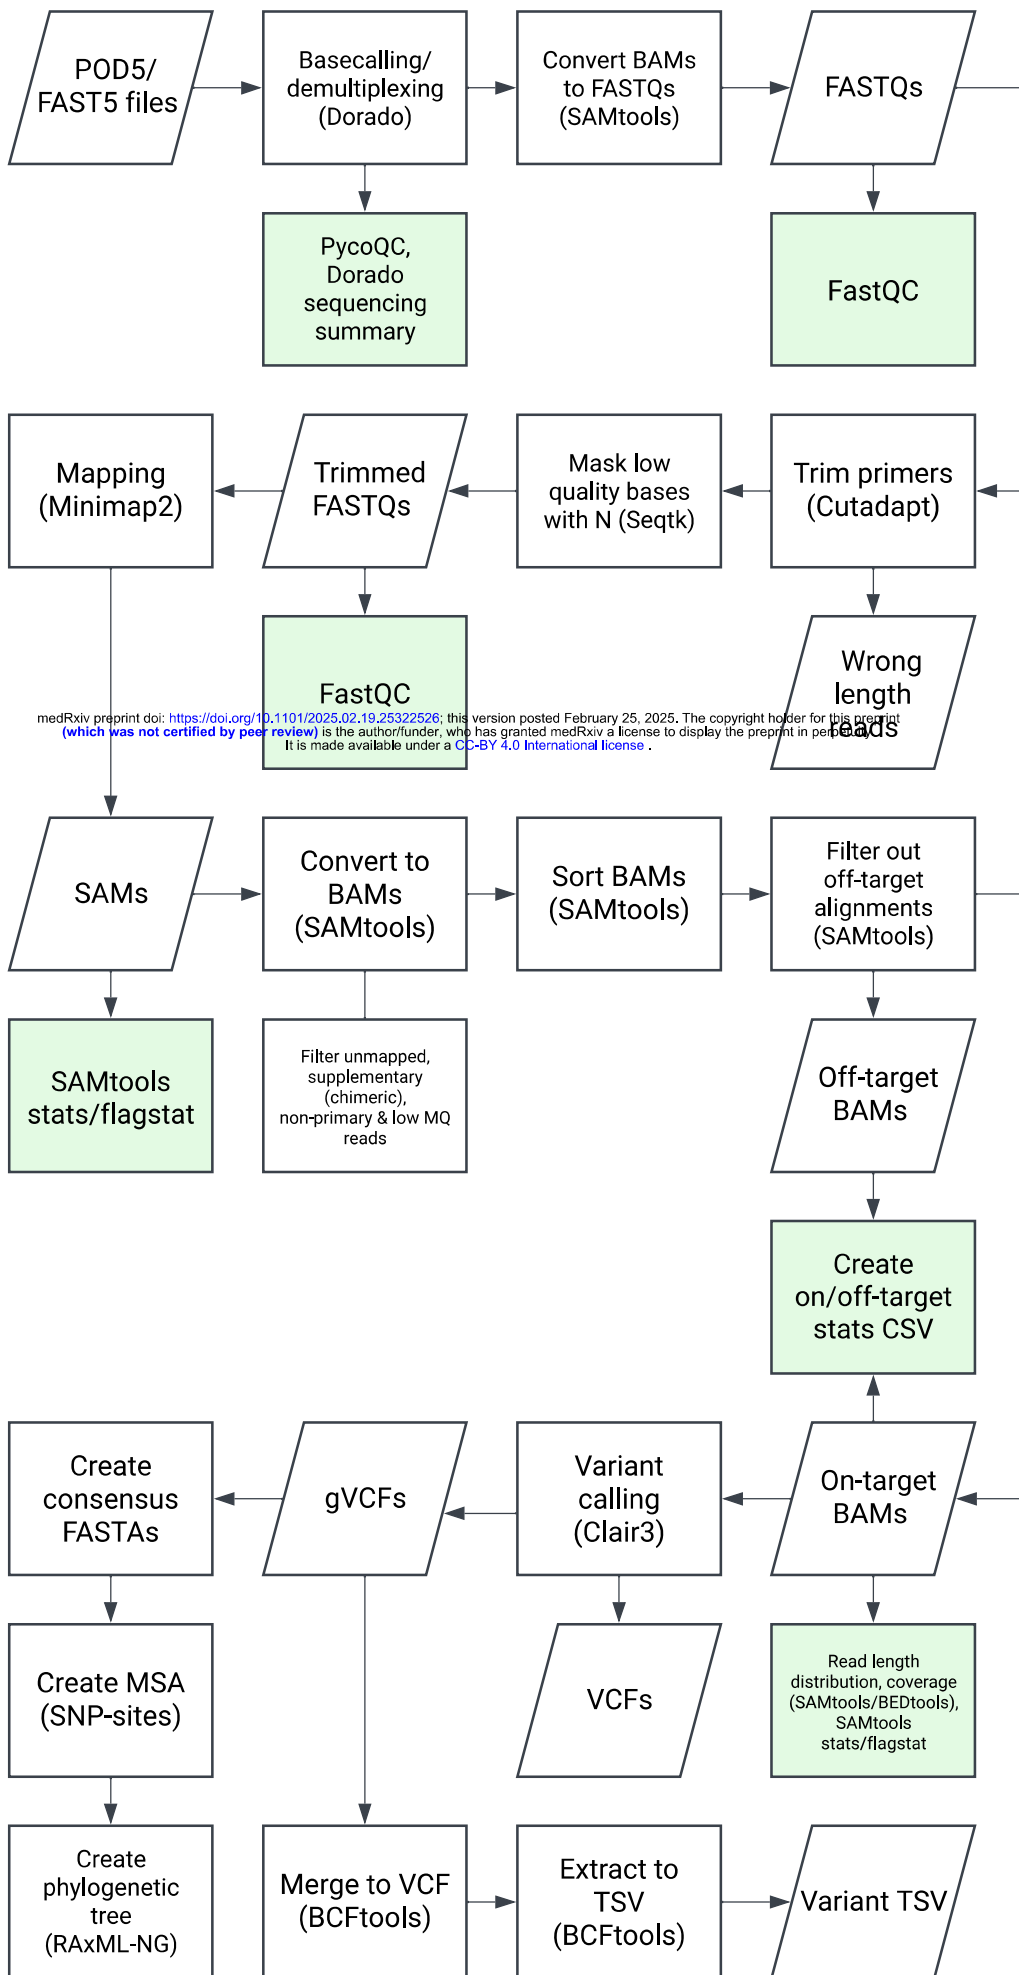 POD5/
FAST5 files
Basecalling/
demultiplexing
(Dorado)
Convert BAMs
to FASTQs
(SAMtools)
FASTQs
PycoQC,
Dorado
sequencing
summary
FastQC
Mapping
(Minimap2)
Trimmed
FASTQs
Mask low
quality bases
with N (Seqtk)
Trim primers
(Cutadapt)
FastQC
Wrong
length
reads
medRxiv preprint doi: https://doi.org/10.1101/2025.02.19.25322526; this version posted February 25, 2025. The copyright holder for this preprint
(which was not certified by peer review) is the author/funder, who has granted medRxiv a license to display the preprint in perpetuity.
It is made available under a CC-BY 4.0 International license .
SAMs
Convert to
BAMs
(SAMtools)
Sort BAMs
(SAMtools)
Filter out
off-target
alignments
(SAMtools)
SAMtools
stats/flagstat
Filter unmapped,
supplementary
(chimeric),
non-primary & low MQ
reads
Off-target
BAMs
Create
on/off-target
stats CSV
Create
consensus
FASTAs
gVCFs
Variant
calling
(Clair3)
On-target
BAMs
Create MSA
(SNP-sites)
VCFs
Read length
distribution, coverage
(SAMtools/BEDtools),
SAMtools
stats/flagstat
Create
phylogenetic
tree
(RAxML-NG)
Merge to VCF
(BCFtools)
Extract to
TSV
(BCFtools)
Variant TSV